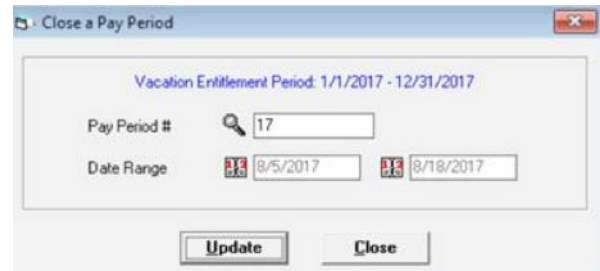 Close a Pay Period
Vacation Entitlement Period: 1/1/2017 - 12/31/2017
Pay Period # 17
Date Range 8/5/2017 8/18/2017
Update Close